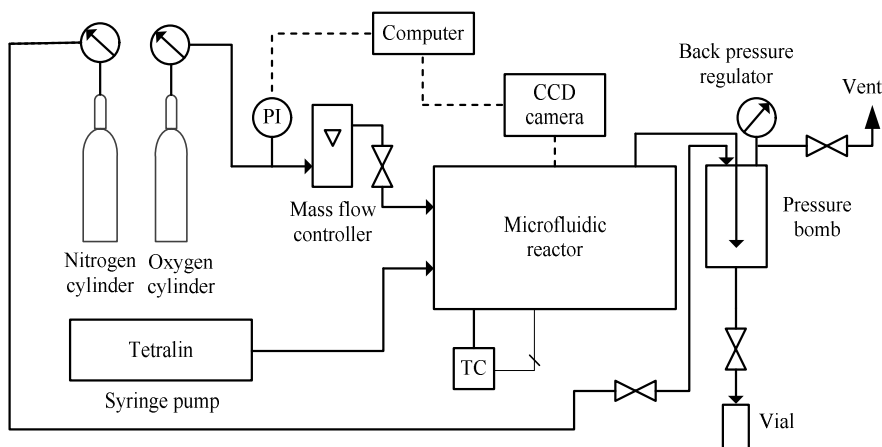 Computer
Back pressure
regulator
CCD
camera
Vent
PI
Mass flow
controller
Microfluidic
reactor
Pressure
bomb
Nitrogen
cylinder
Oxygen
cylinder
Tetralin
Syringe pump
TC
Vial